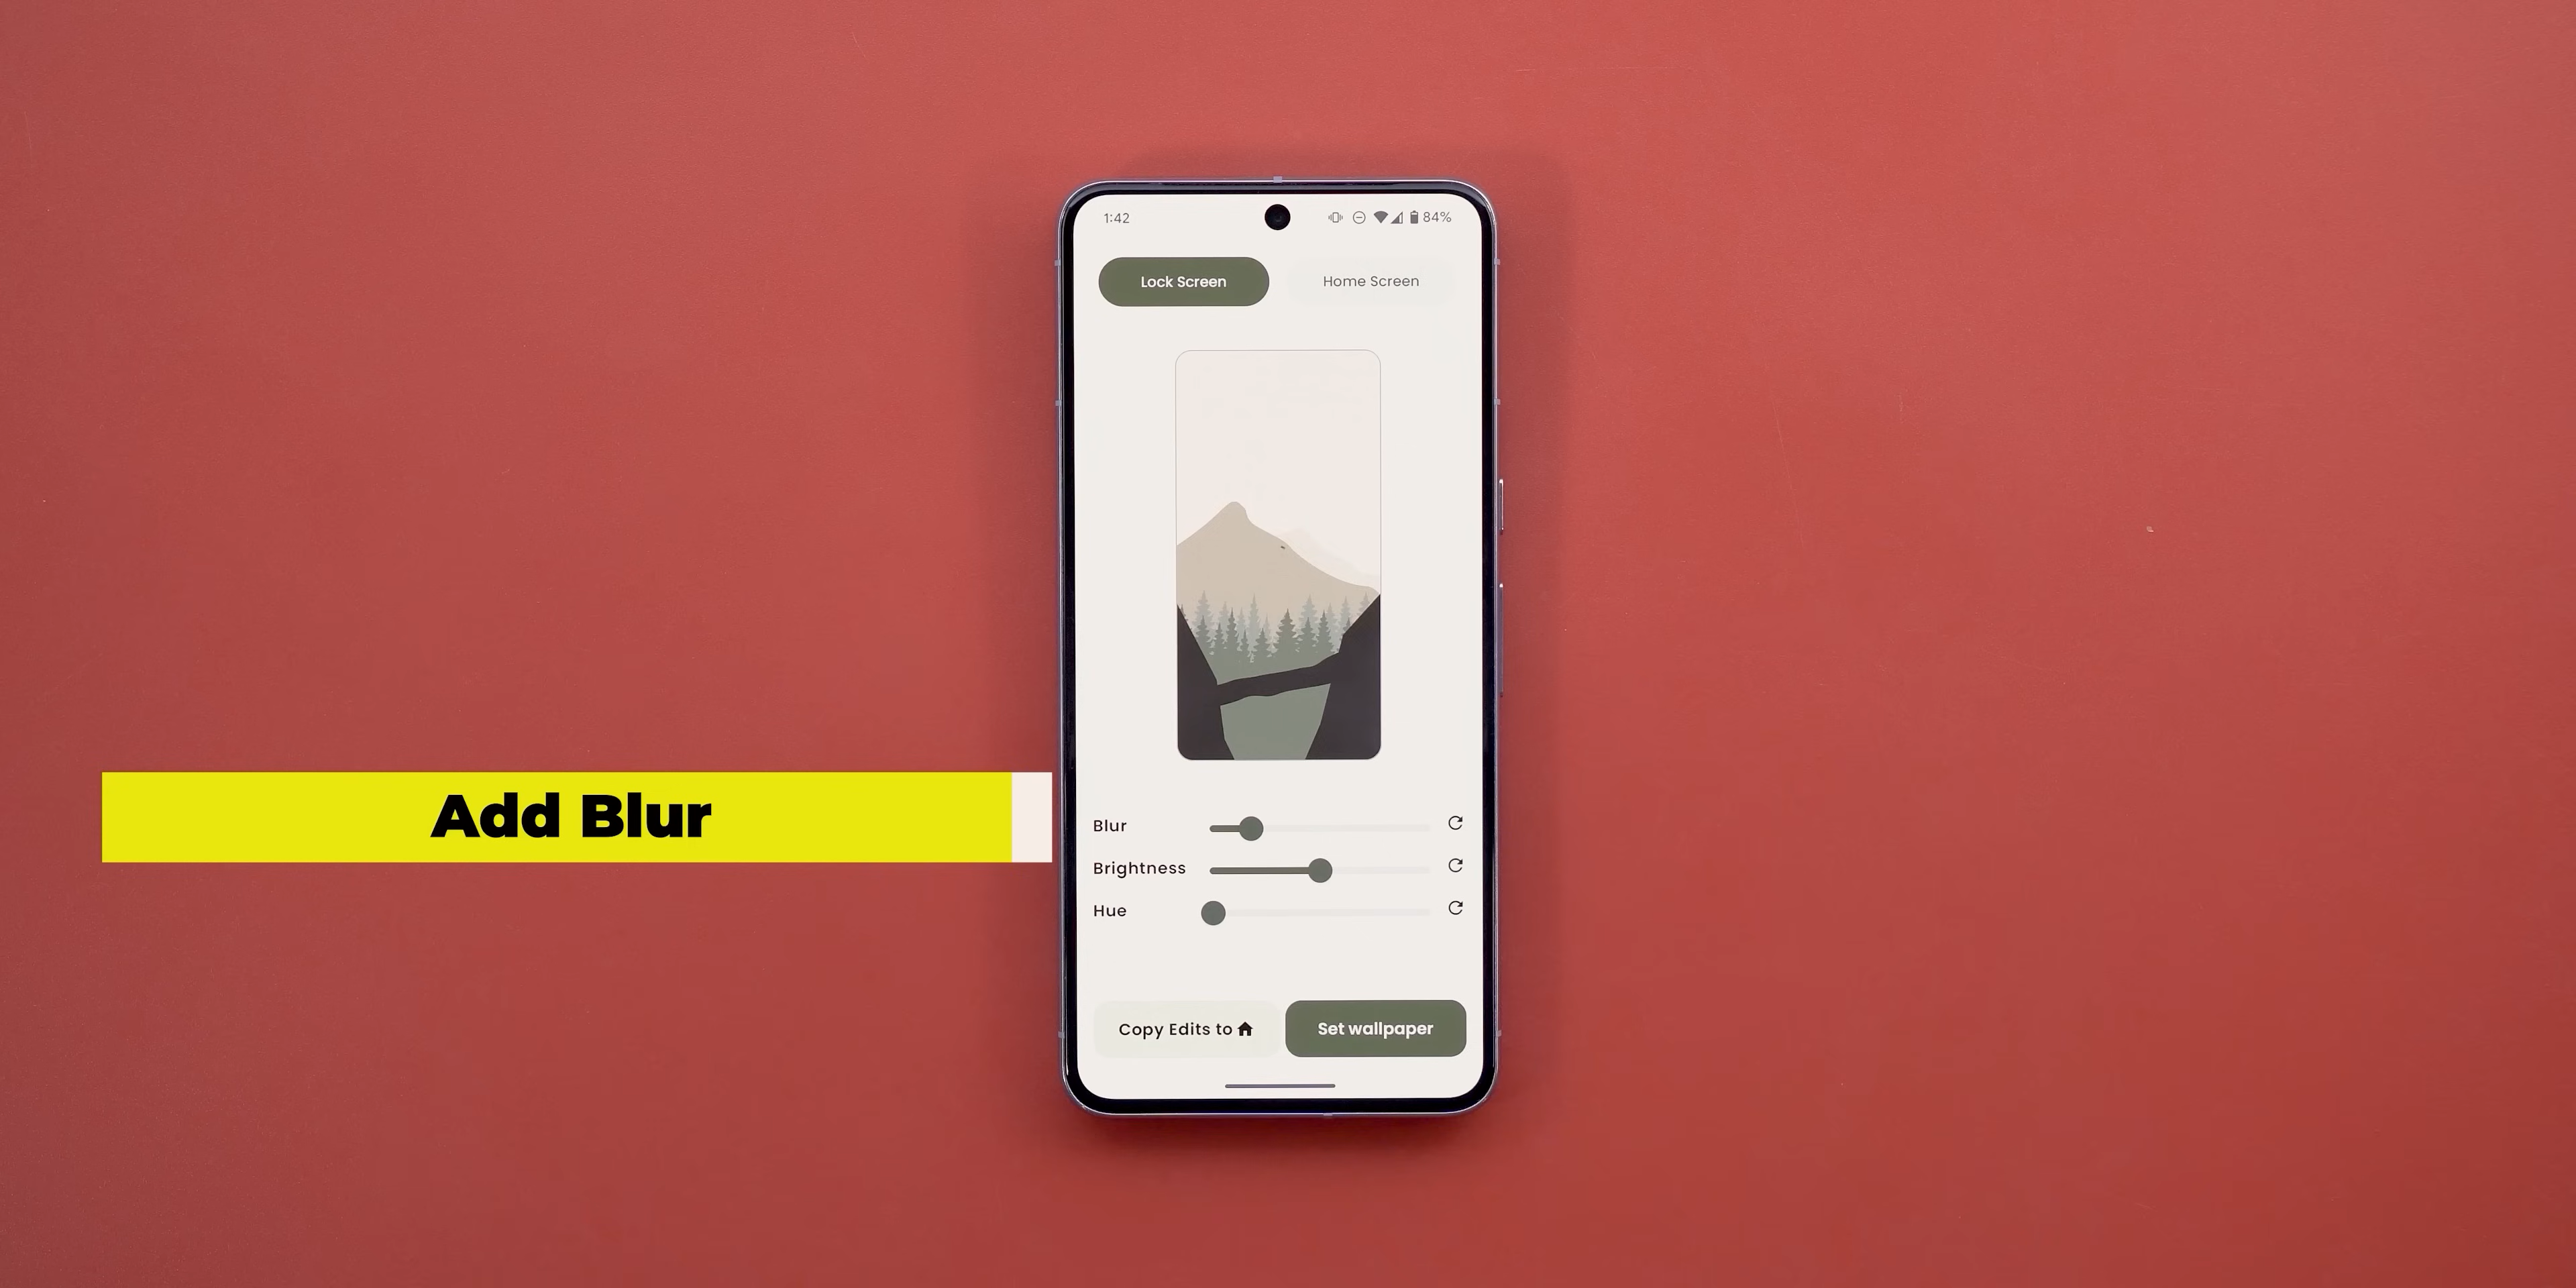 1:42
84%
Lock Screen
Home Screen
Add Blur
Blur
Brightness
Hue
Copy Edits to
Set wallpaper